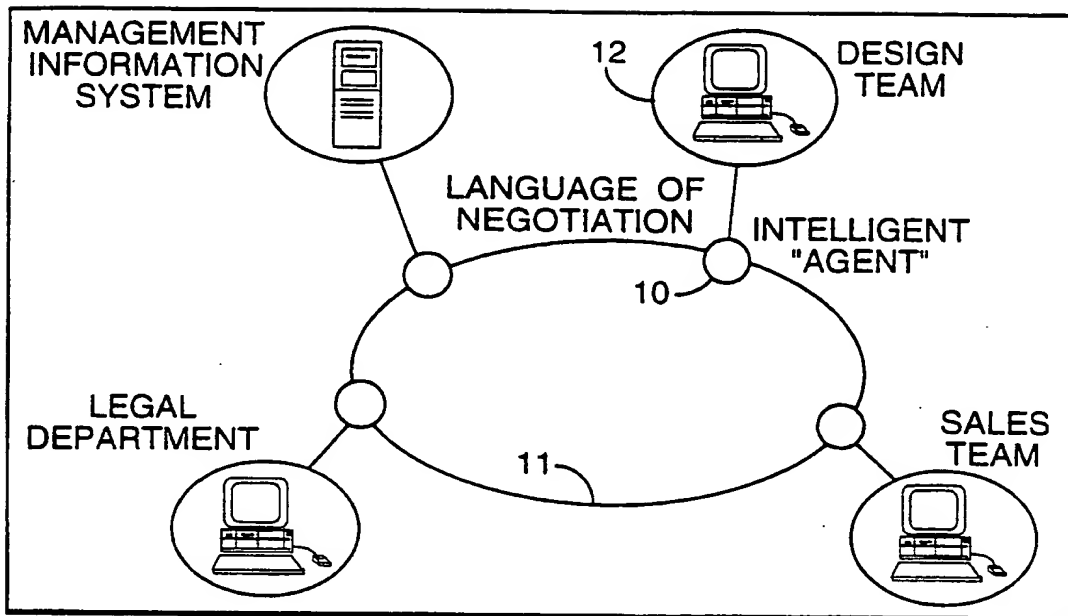 MANAGEMENT
INFORMATION
SYSTEM
12
DESIGN
TEAM
LANGUAGE OF
NEGOTIATION
INTELLIGENT
"AGENT"
10
LEGAL
DEPARTMENT
11
SALES
TEAM